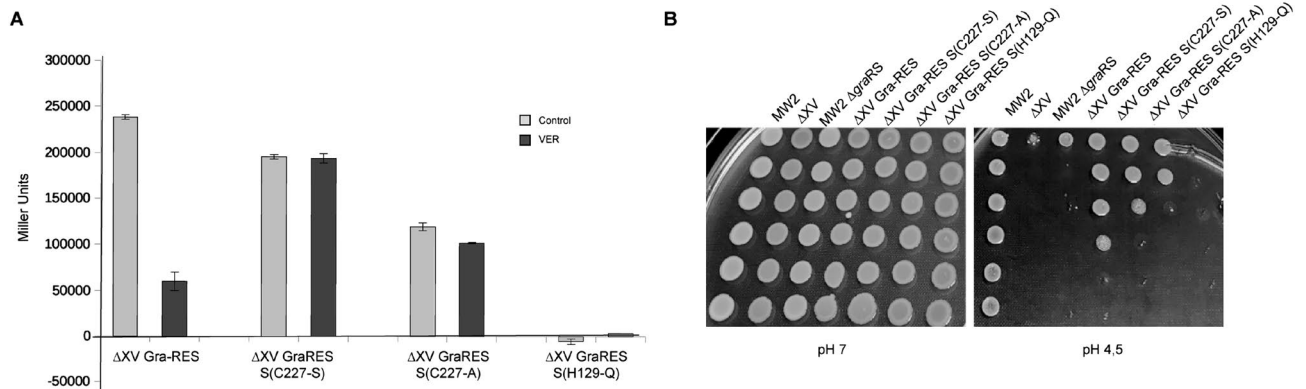 A
Miller Units
350000
300000
250000
200000
150000
100000
50000
0
-50000
Control
VER
ΔXV Gra-RES
ΔXV GraRES
S(C227-S)
ΔXV GraRES
S(C227-A)
ΔXV GraRES
S(H129-Q)
B
MW2
ΔXV
MW2 ΔgraRS
ΔXV Gra-RES
ΔXV Gra-RES S(C227-S)
ΔXV Gra-RES S(C227-A)
ΔXV Gra-RES S(H129-Q)
MW2
ΔXV
MW2 ΔgraRS
ΔXV Gra-RES
ΔXV Gra-RES S(C227-S)
ΔXV Gra-RES S(C227-A)
ΔXV Gra-RES S(H129-Q)
pH 7
pH 4,5